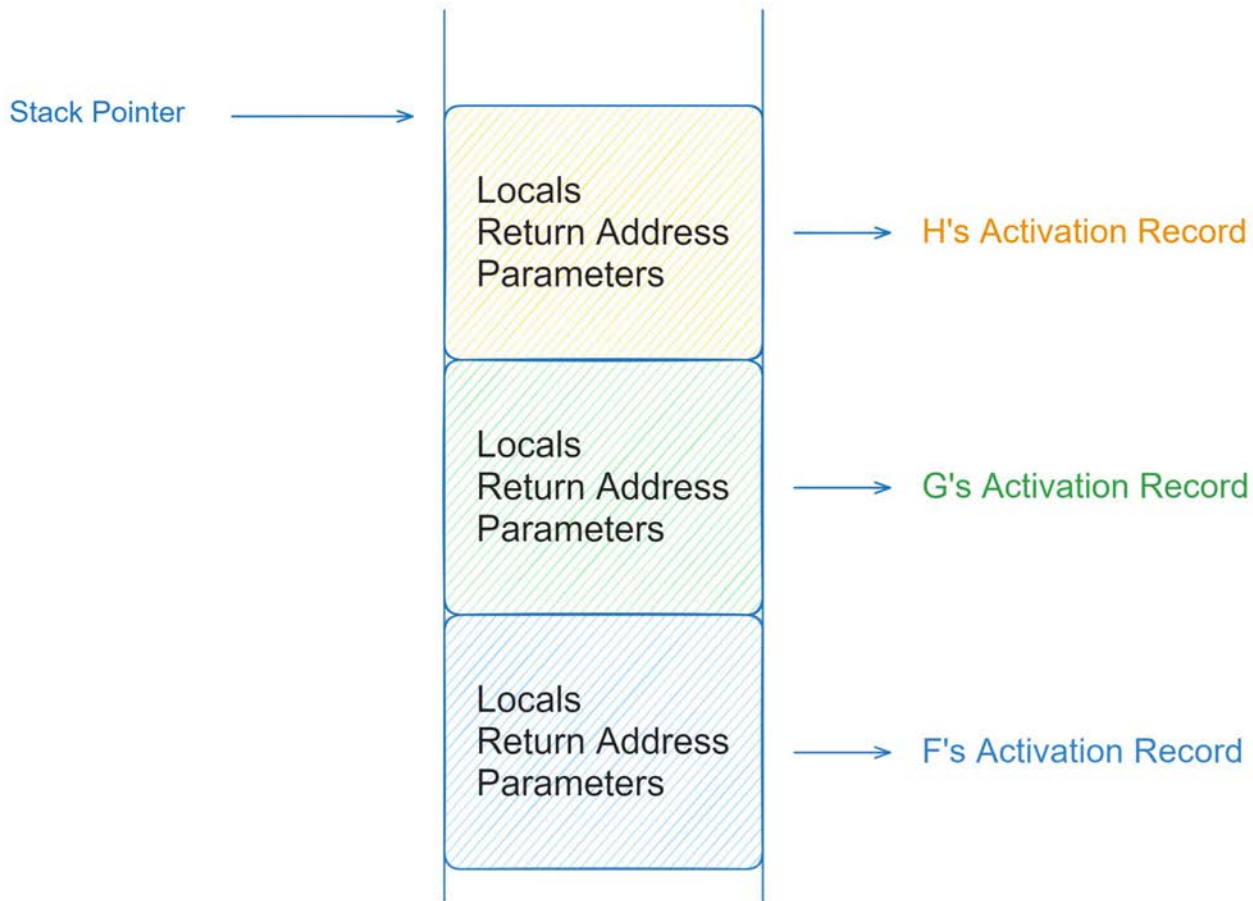 Stack Pointer
Locals
Return Address
Parameters
H's Activation Record
Locals
Return Address
Parameters
G's Activation Record
Locals
Return Address
Parameters
F's Activation Record